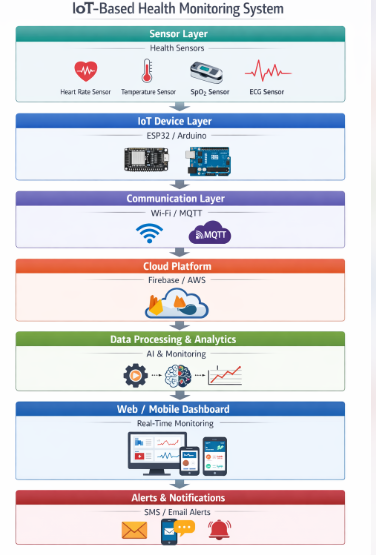 IoT-Based Health Monitoring System
Sensor Layer
Health Sensors
Heart Rate Sensor Temperature Sensor SpO₂ Sensor ECG Sensor
IoT Device Layer
ESP32 / Arduino
Communication Layer
Wi-Fi / MQTT
MQTT
Cloud Platform
Firebase / AWS
Data Processing & Analytics
AI & Monitoring
Web / Mobile Dashboard
Real-Time Monitoring
Alerts & Notifications
SMS / Email Alerts